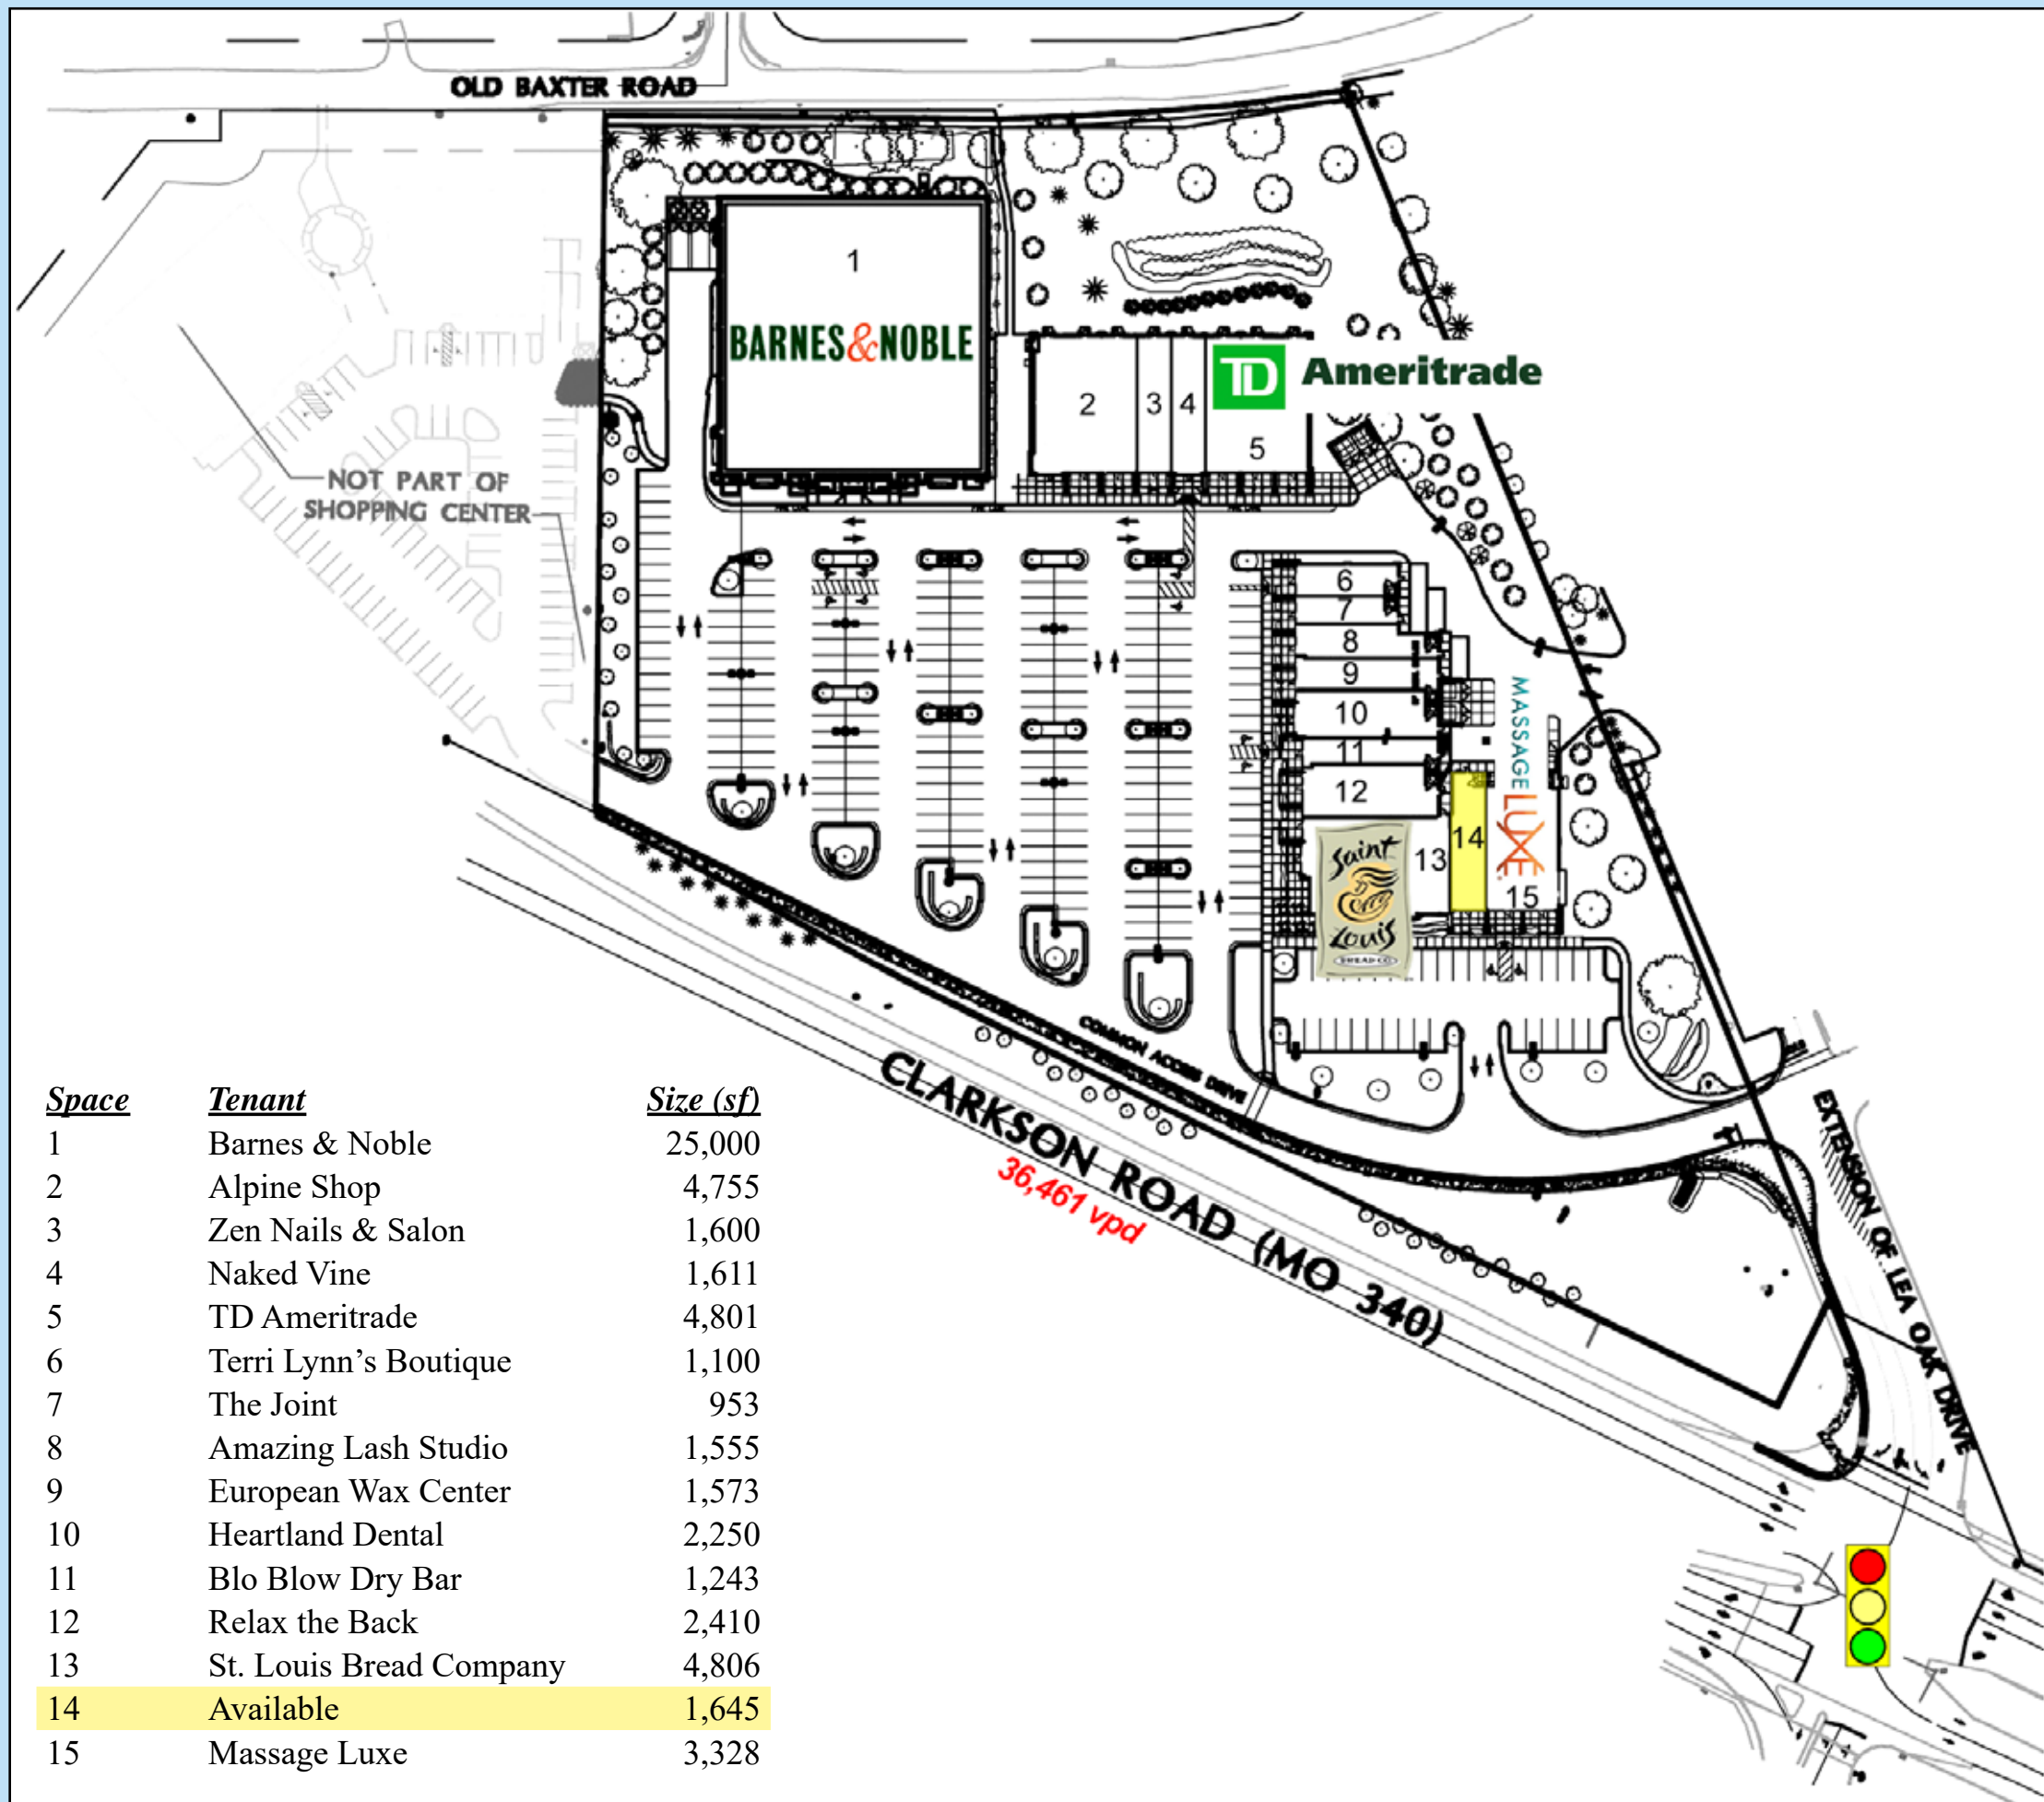 OLD BAXTER ROAD
1
BARNES&NOBLE
TD Ameritrade
2
3
4
5
NOT PART OF
SHOPPING CENTER
6
7
8
9
10
11
12
13
14
15
MASSAGE
LUXE
Saint
Louis
BREAD CO
COMMON ACCESS DRIVE
CLARKSON ROAD (MO 340)
36,461 vpd
EXTENSION OF LEA OAK DRIVE
Space Tenant Size (sf)
1 Barnes & Noble 25,000
2 Alpine Shop 4,755
3 Zen Nails & Salon 1,600
4 Naked Vine 1,611
5 TD Ameritrade 4,801
6 Terri Lynn’s Boutique 1,100
7 The Joint 953
8 Amazing Lash Studio 1,555
9 European Wax Center 1,573
10 Heartland Dental 2,250
11 Blo Blow Dry Bar 1,243
12 Relax the Back 2,410
13 St. Louis Bread Company 4,806
14 Available 1,645
15 Massage Luxe 3,328